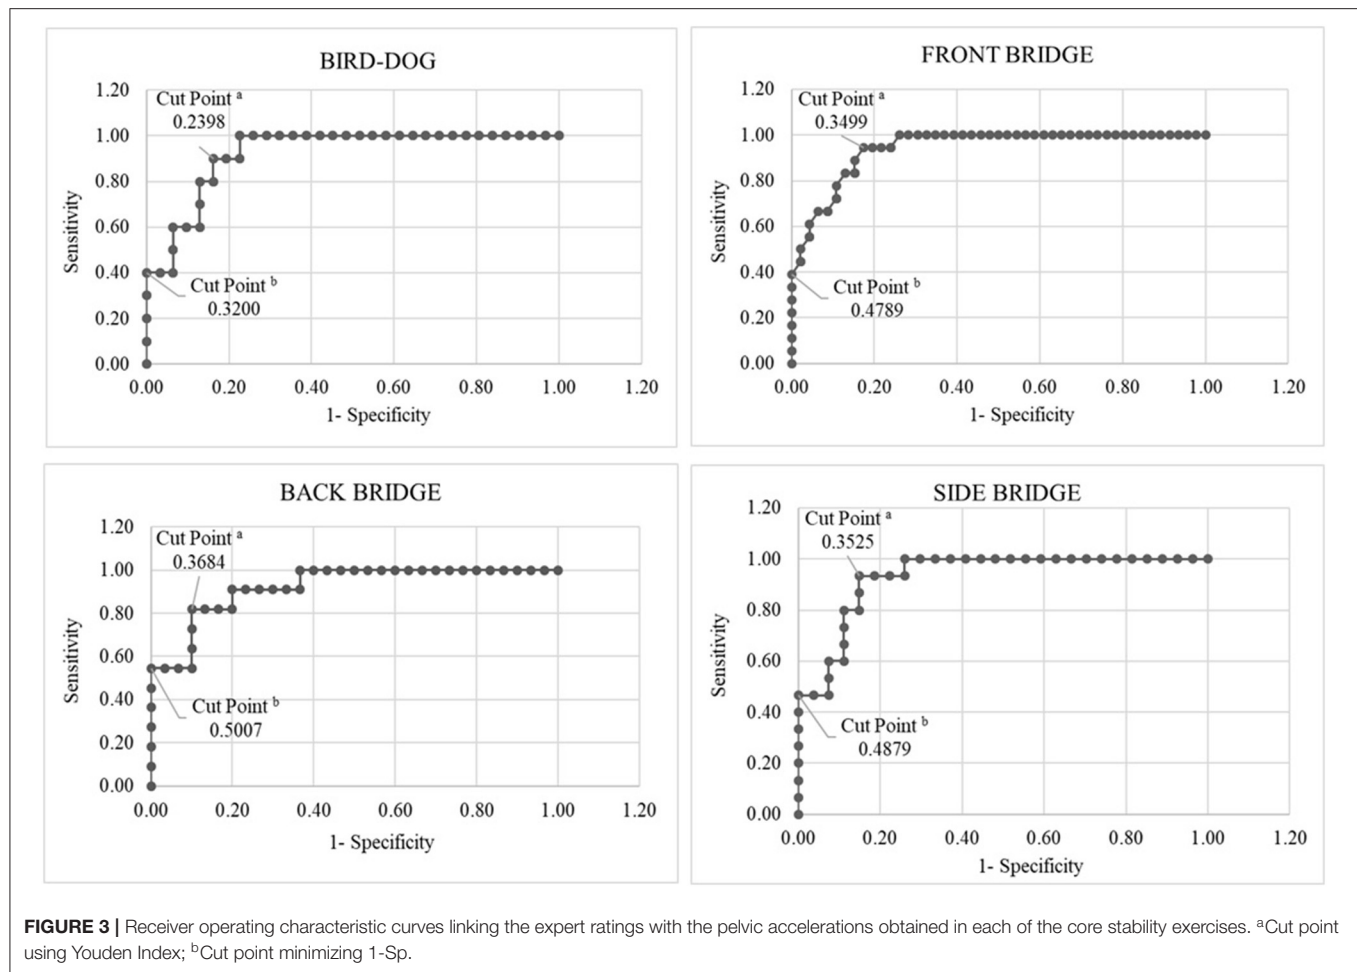 BIRD-DOG
1.20
1.00
0.80
0.60
0.40
0.20
0.00
Sensitivity
Cut Point a
0.2398
Cut Point b
0.3200
0.00 0.20 0.40 0.60 0.80 1.00 1.20
1- Specificity
FRONT BRIDGE
1.20
1.00
0.80
0.60
0.40
0.20
0.00
Sensitivity
Cut Point a
0.3499
Cut Point b
0.4789
0.00 0.20 0.40 0.60 0.80 1.00 1.20
1- Specificity
BACK BRIDGE
1.20
1.00
0.80
0.60
0.40
0.20
0.00
Sensitivity
Cut Point a
0.3684
Cut Point b
0.5007
0.00 0.20 0.40 0.60 0.80 1.00 1.20
1- Specificity
SIDE BRIDGE
1.20
1.00
0.80
0.60
0.40
0.20
0.00
Sensitivity
Cut Point a
0.3525
Cut Point b
0.4879
0.00 0.20 0.40 0.60 0.80 1.00 1.20
1- Specificity
FIGURE 3 | Receiver operating characteristic curves linking the expert ratings with the pelvic accelerations obtained in each of the core stability exercises. aCut point
using Youden Index; bCut point minimizing 1-Sp.